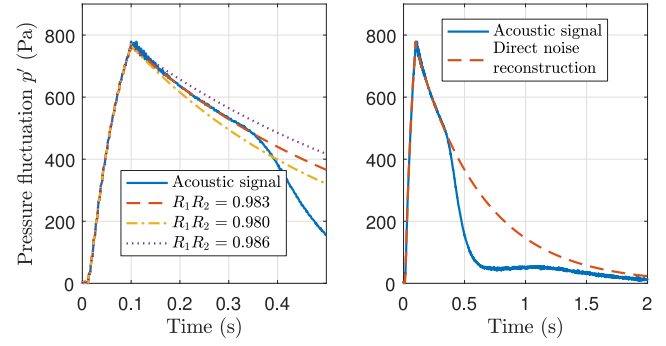 Pressure fluctuation p′ (Pa)
800
600
400
200
0
Acoustic signal
R₁R₂ = 0.983
R₁R₂ = 0.980
R₁R₂ = 0.986
0 0.1 0.2 0.3 0.4
Time (s)
800
600
400
200
0
Acoustic signal
Direct noise
reconstruction
0 0.5 1 1.5 2
Time (s)